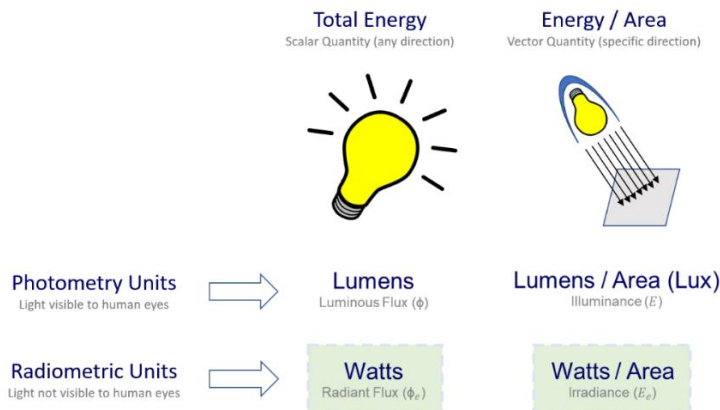 Total Energy
Scalar Quantity (any direction)
Energy / Area
Vector Quantity (specific direction)
Photometry Units
Light visible to human eyes
Lumens
Luminous Flux (ϕ)
Lumens / Area (Lux)
Illuminance (E)
Radiometric Units
Light not visible to human eyes
Watts
Radiant Flux (ϕₑ)
Watts / Area
Irradiance (Eₑ)